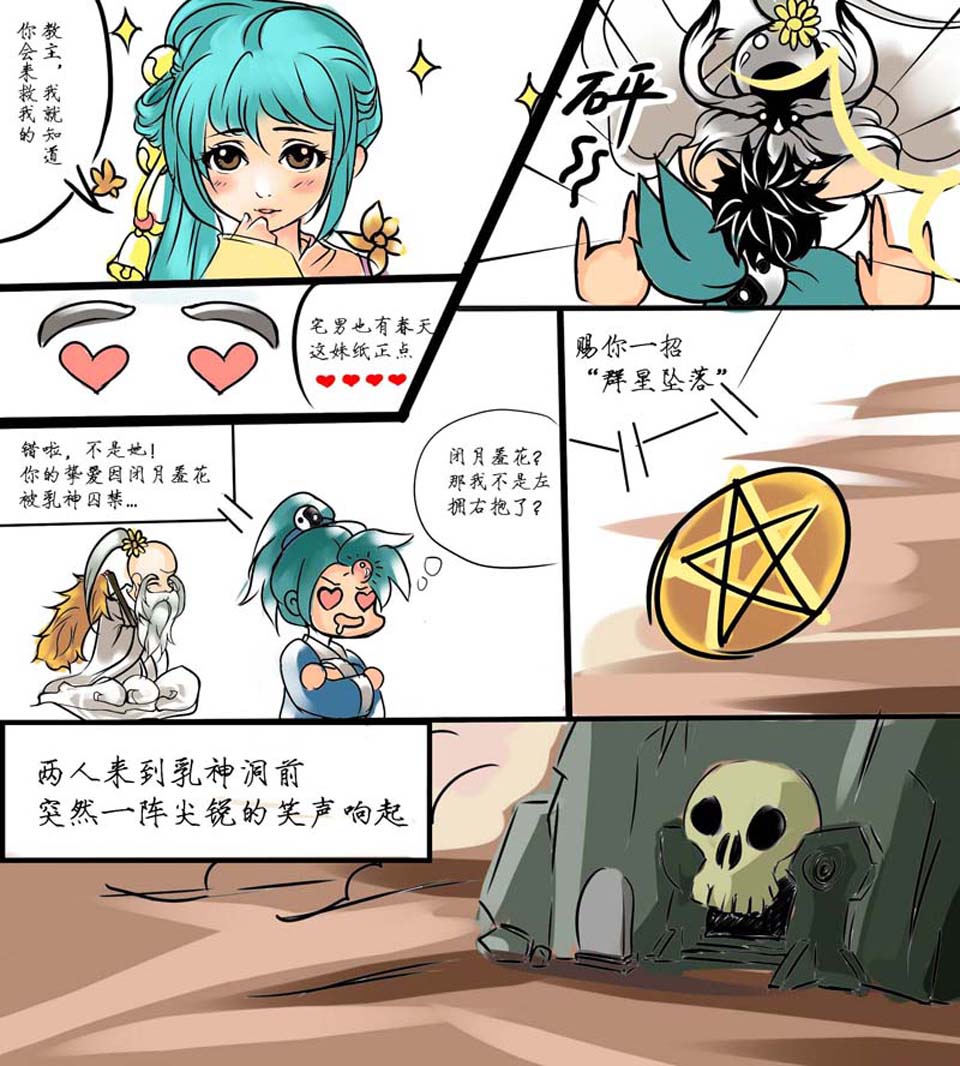 教主，我就知道
你会来救我的
砰
宅男也有春天
这妹纸正点
赐你一招
“群星坠落”
错啦，不是她！
你的挚爱因闭月羞花
被乳神囚禁...
闭月羞花？
那我不是左
拥右抱了？
两人来到乳神洞前
突然一阵尖锐的笑声响起